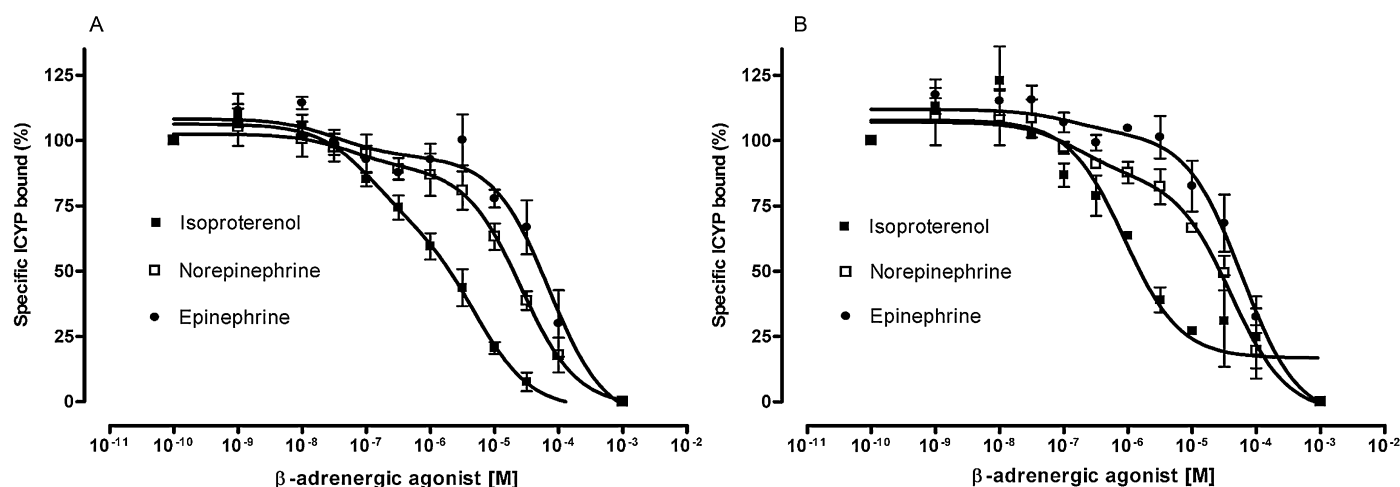 A
Specific ICYP bound (%)
125
100
75
50
25
0
Isoproterenol
Norepinephrine
Epinephrine
10-11 10-10 10-9 10-8 10-7 10-6 10-5 10-4 10-3 10-2
β-adrenergic agonist [M]
B
Specific ICYP bound (%)
125
100
75
50
25
0
Isoproterenol
Norepinephrine
Epinephrine
10-11 10-10 10-9 10-8 10-7 10-6 10-5 10-4 10-3 10-2
β-adrenergic agonist [M]